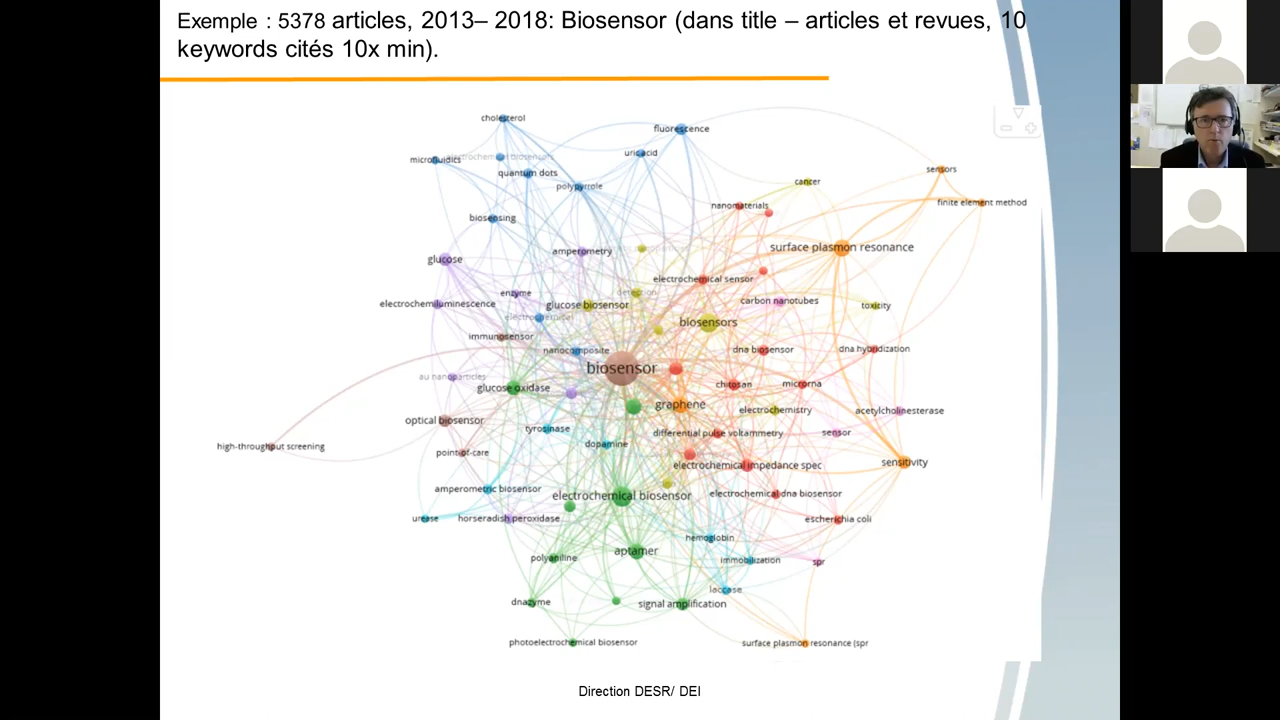 Exemple : 5378 articles, 2013– 2018: Biosensor (dans title – articles et revues, 10
keywords cités 10x min).
cholesterol
fluorescence
uric acid
microfluidics
electrochemical biosensors
quantum dots
polypyrrole
cancer
sensors
finite element method
nanomaterials
biosensing
surface plasmon resonance
amperometry
glucose
electrochemical sensor
enzyme
detection
electrochemiluminescence
glucose biosensor
carbon nanotubes
toxicity
electrochemical
biosensors
immunosensor
nanocomposite
dna biosensor
dna hybridization
biosensor
au nanoparticles
glucose oxidase
chitosan
microrna
graphene
electrochemistry
acetylcholinesterase
optical biosensor
tyrosinase
differential pulse voltammetry
sensor
high-throughput screening
dopamine
point-of-care
electrochemical impedance spec
sensitivity
amperometric biosensor
electrochemical biosensor
electrochemical dna biosensor
urease
horseradish peroxidase
escherichia coli
hemoglobin
polyaniline
aptamer
immobilization
spr
laccase
dnazyme
signal amplification
photoelectrochemical biosensor
surface plasmon resonance (spr
Direction DESR/ DEI